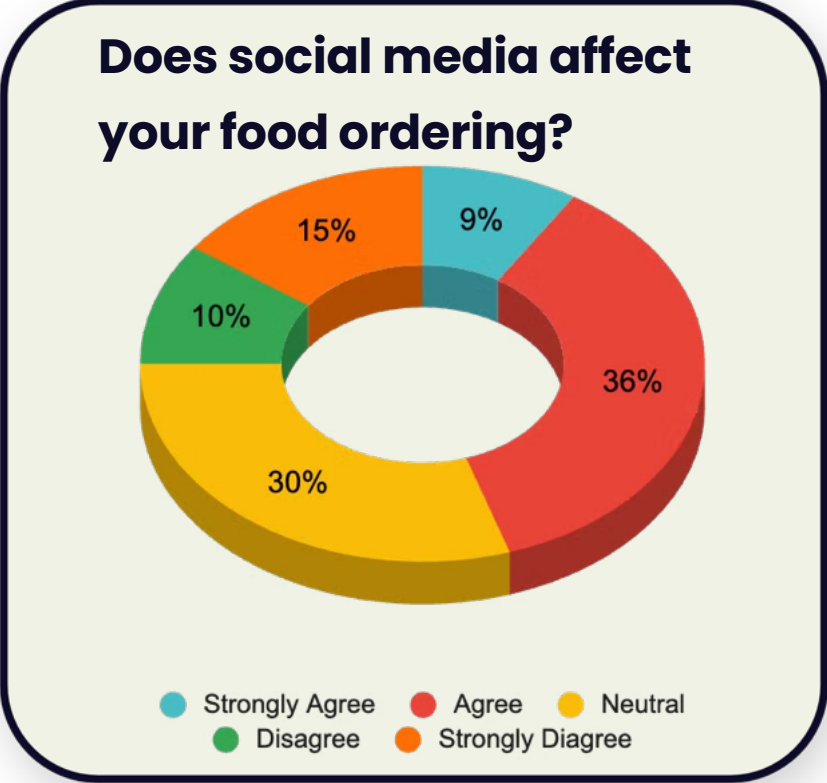 Does social media affect
your food ordering?
15%
9%
10%
36%
30%
Strongly Agree Agree Neutral
Disagree Strongly Diagree